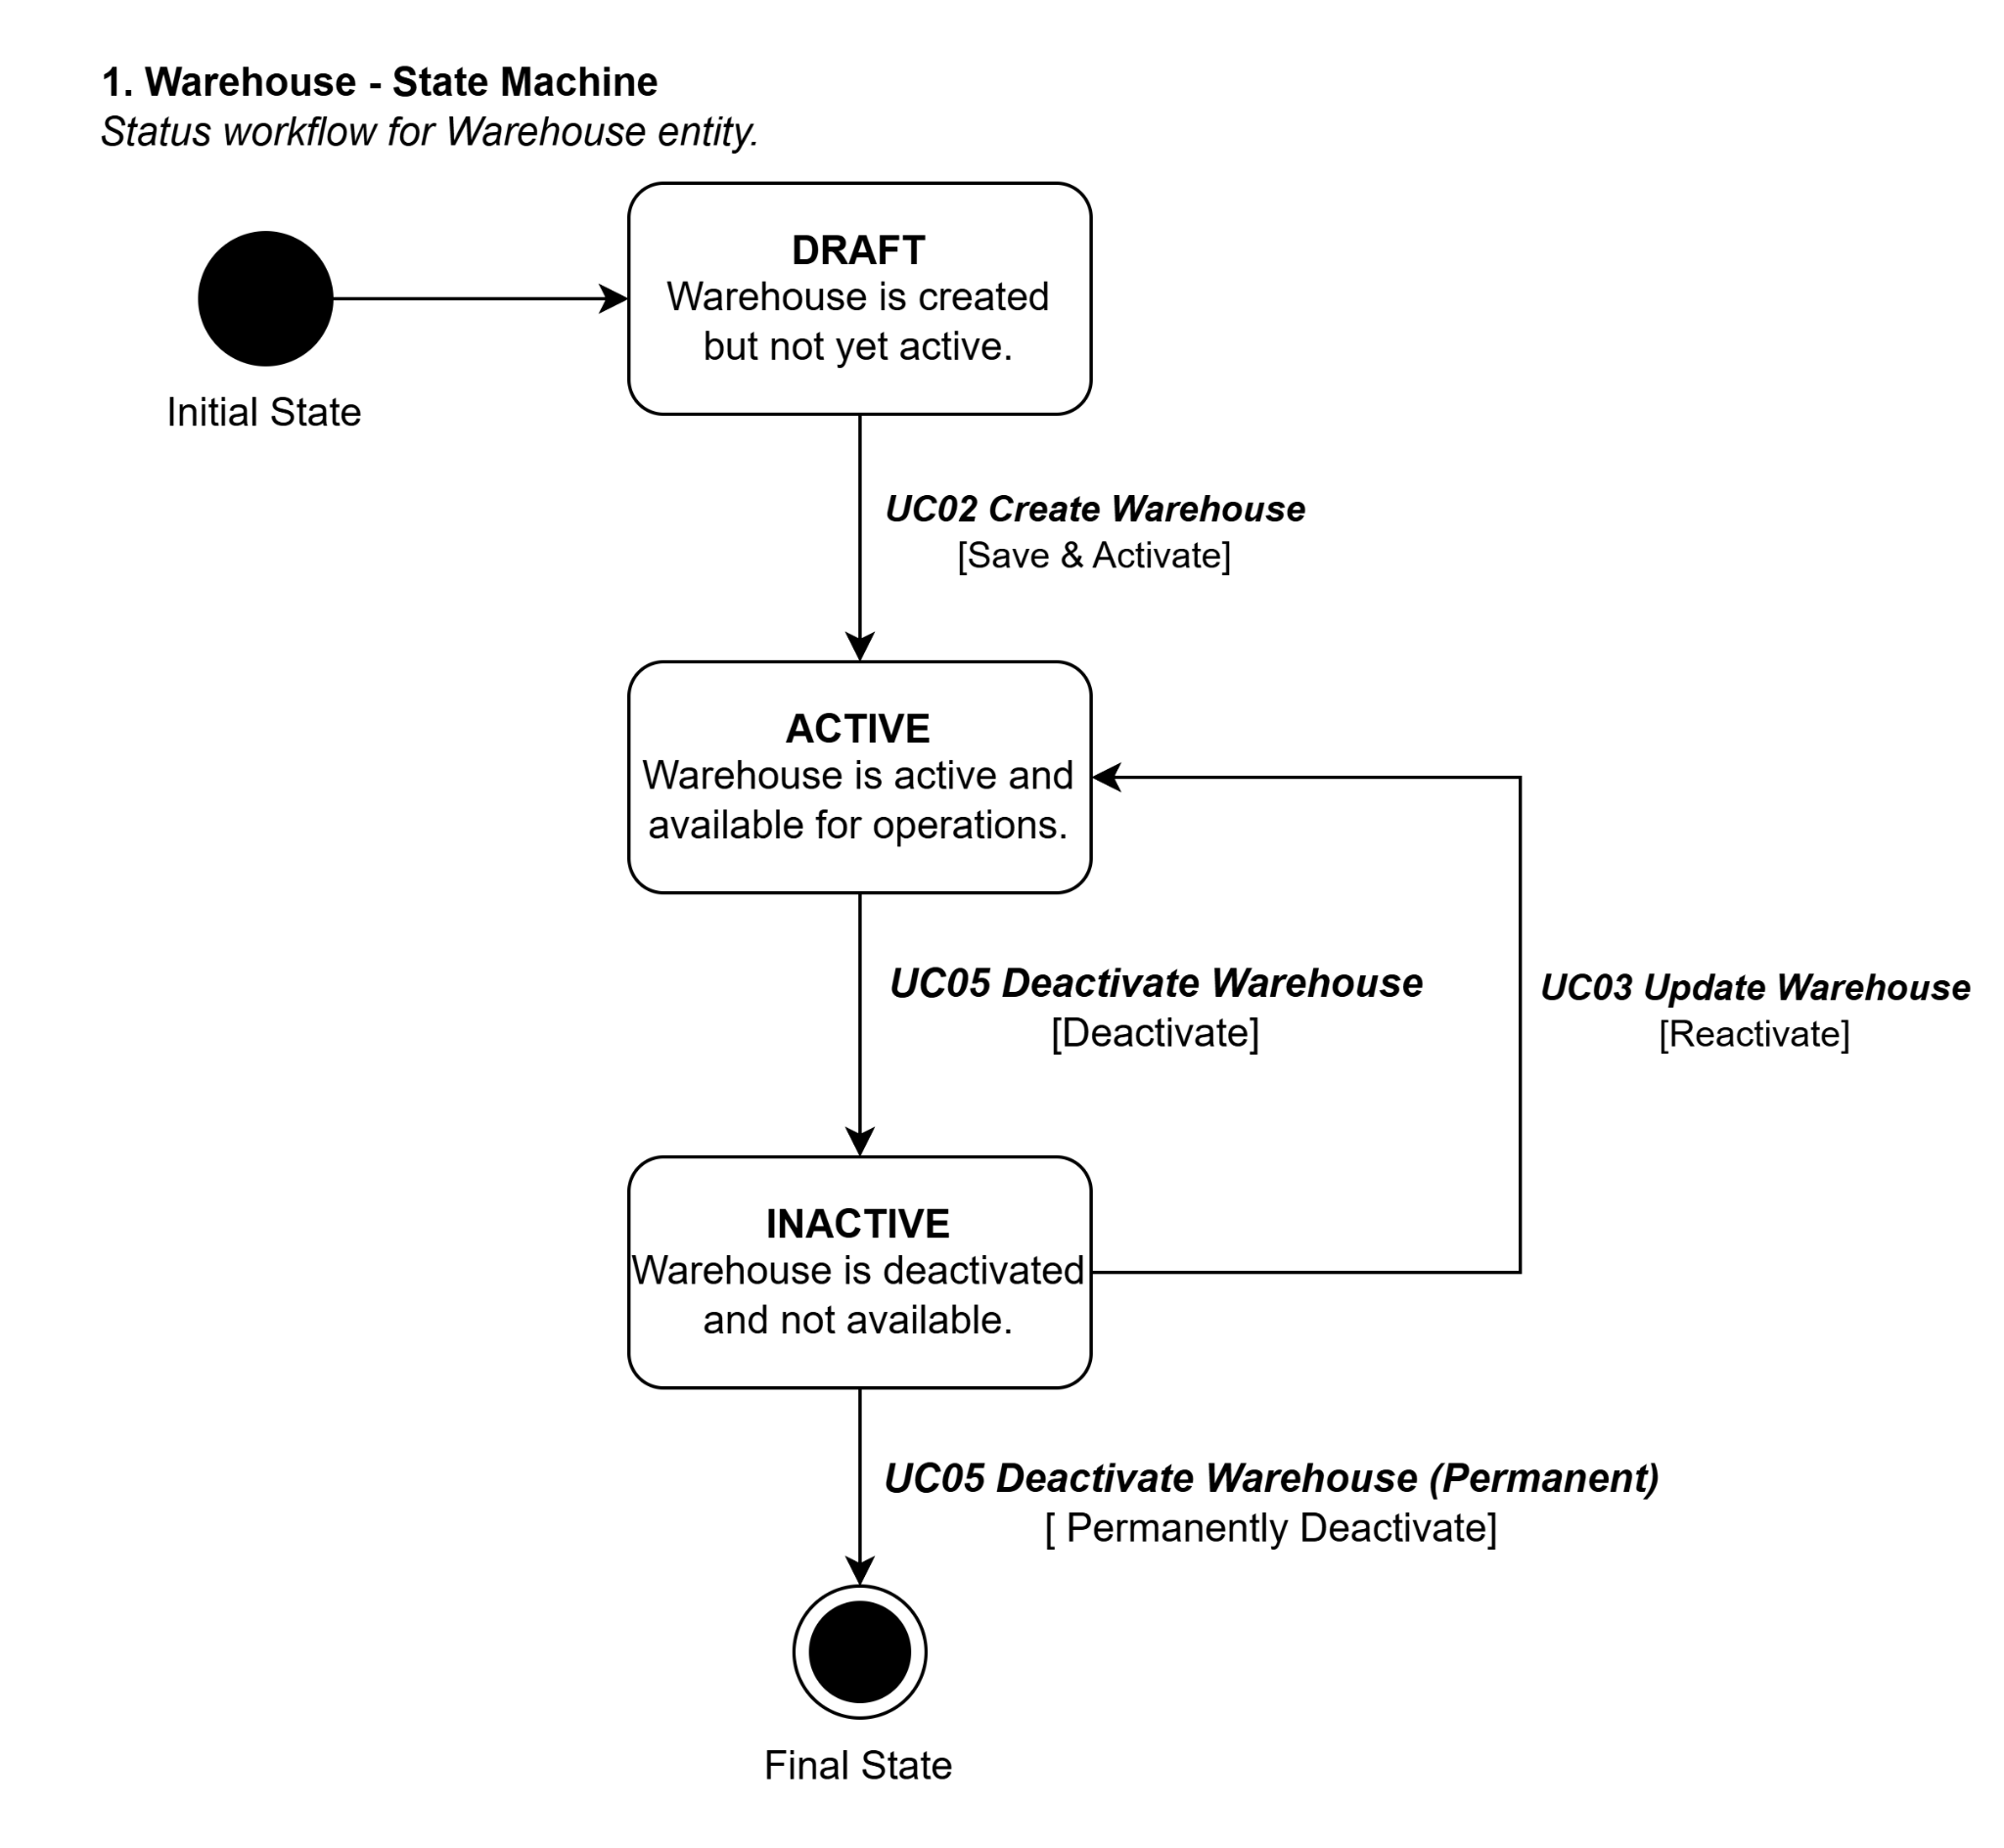 1. Warehouse - State Machine
Status workflow for Warehouse entity.
Initial State
DRAFT
Warehouse is created
but not yet active.
UC02 Create Warehouse
[Save & Activate]
ACTIVE
Warehouse is active and
available for operations.
UC05 Deactivate Warehouse
[Deactivate]
UC03 Update Warehouse
[Reactivate]
INACTIVE
Warehouse is deactivated
and not available.
UC05 Deactivate Warehouse (Permanent)
[ Permanently Deactivate]
Final State